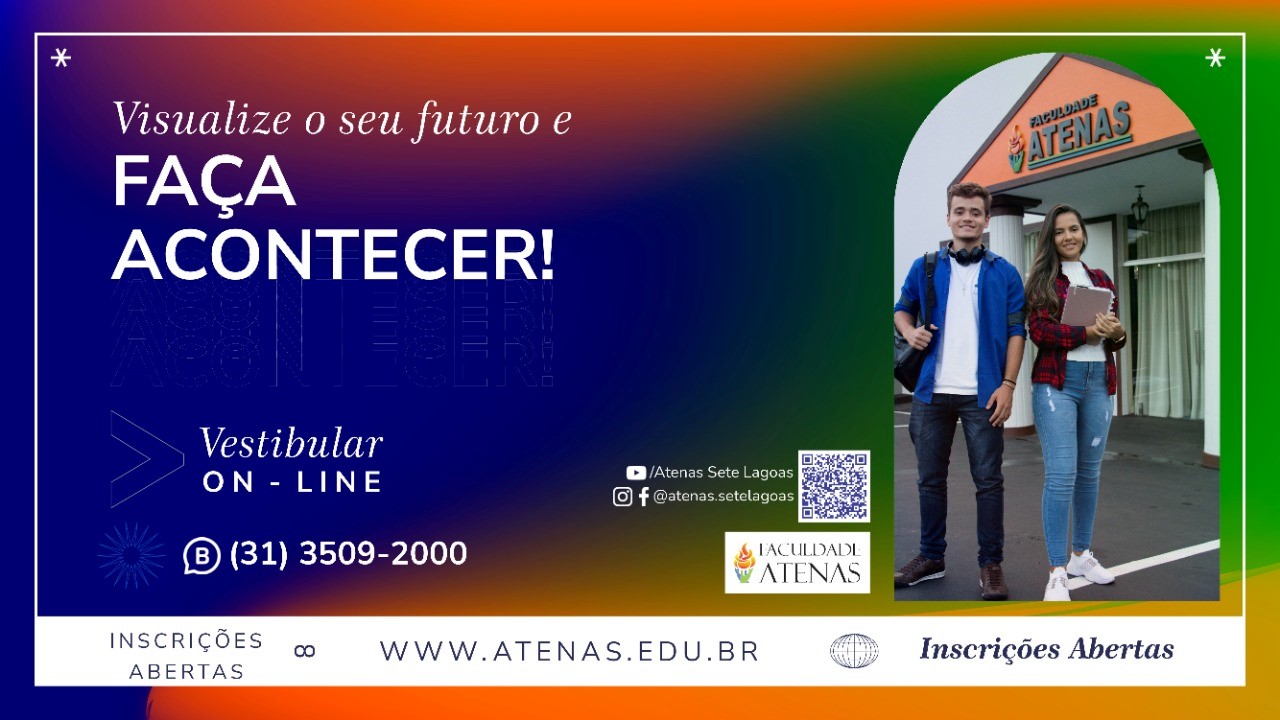 Visualize o seu futuro e
FAÇA
ACONTECER!
ACONTECER!
ACONTECER!
ACONTECER!
Vestibular
ON - LINE
B (31) 3509-2000
/Atenas Sete Lagoas
@atenas.setelagoas
FACULDADE
ATENAS
FACULDADE
ATENAS
INSCRIÇÕES
ABERTAS
WWW.ATENAS.EDU.BR
Inscrições Abertas